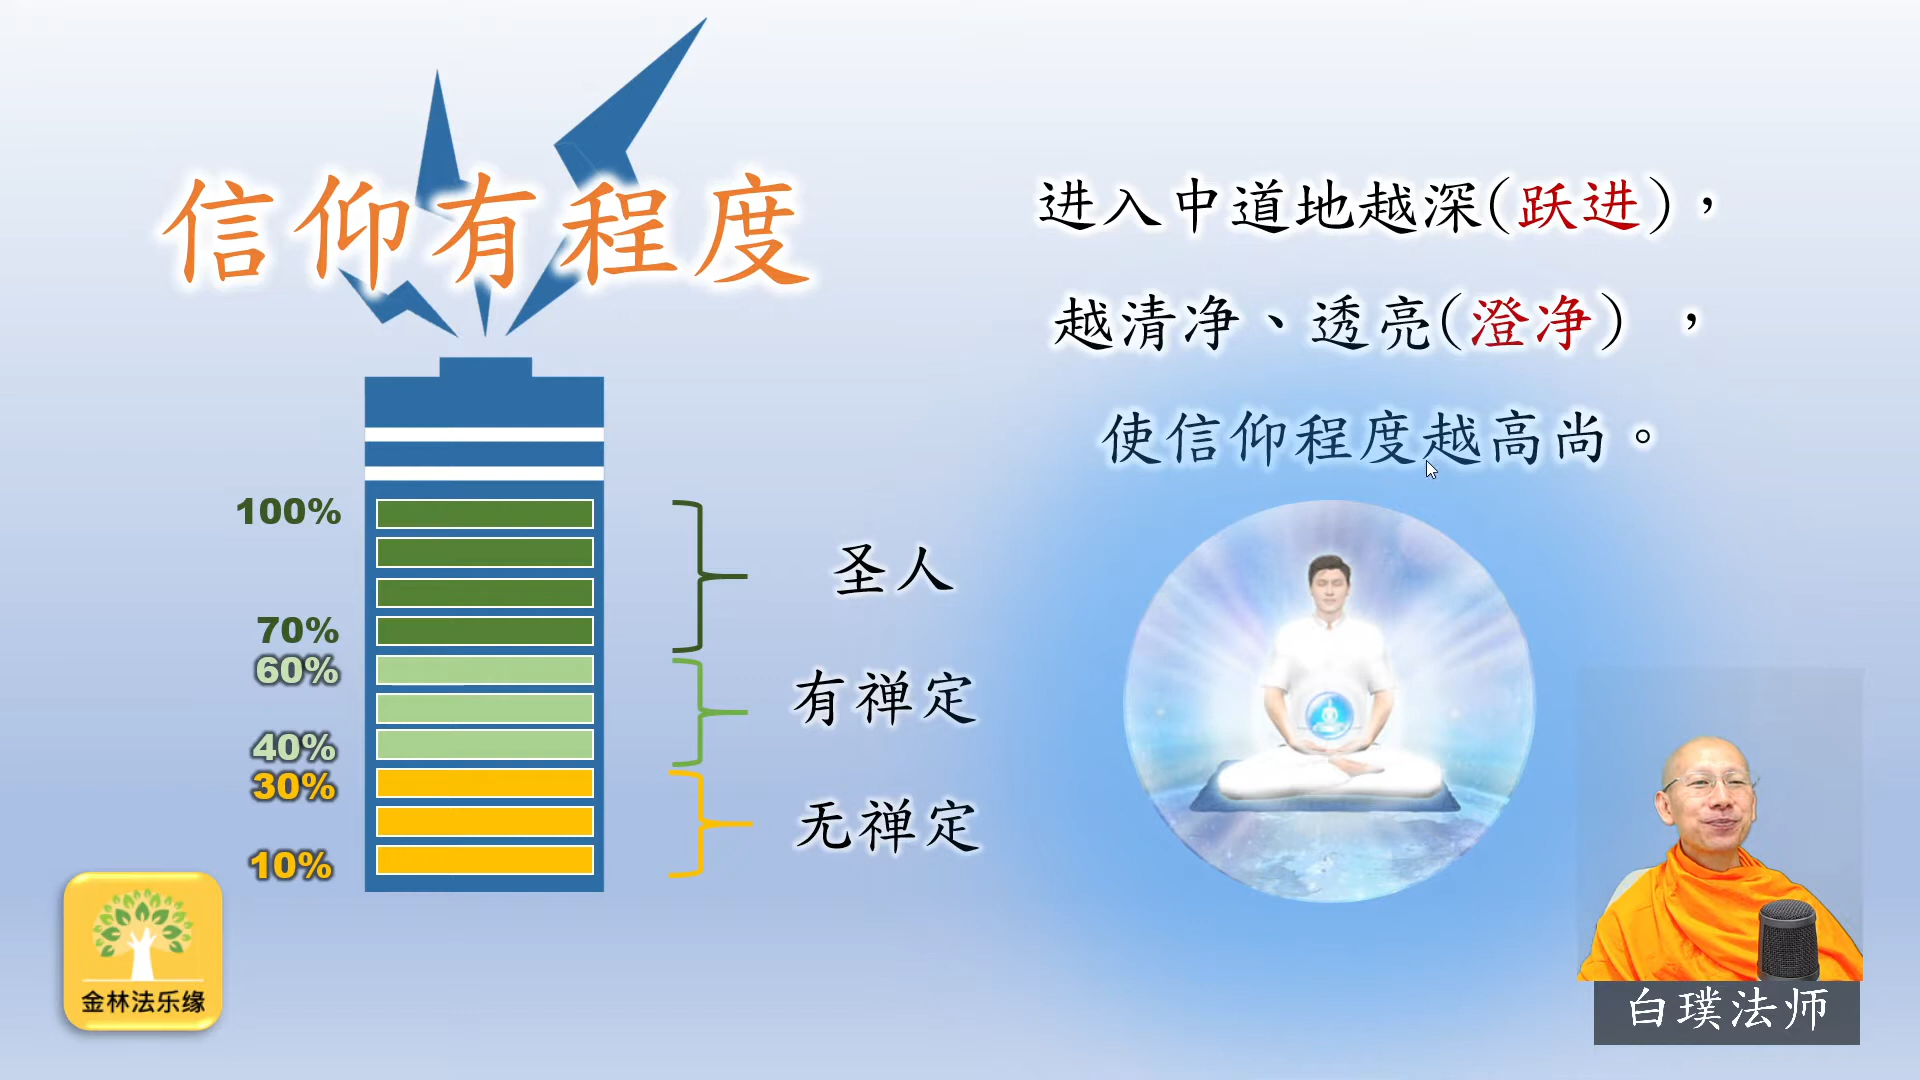 信仰有程度
进入中道地越深(跃进)，
越清净、透亮(澄净) ，
使信仰程度越高尚。
100%
70%
60%
40%
30%
10%
圣人
有禅定
无禅定
金林法乐缘
白璞法师